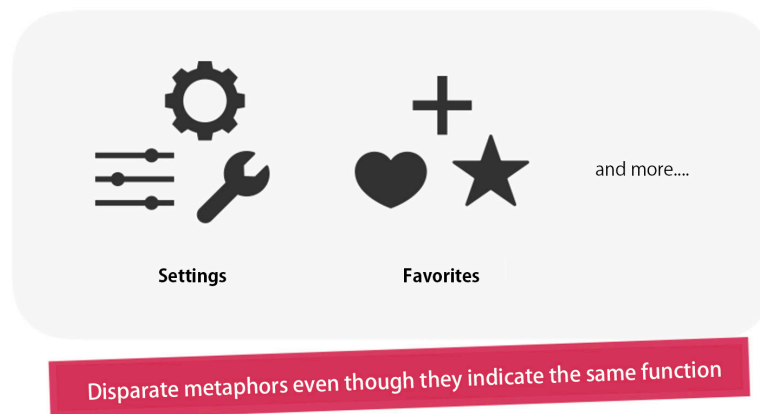 and more....
Settings
Favorites
Disparate metaphors even though they indicate the same function